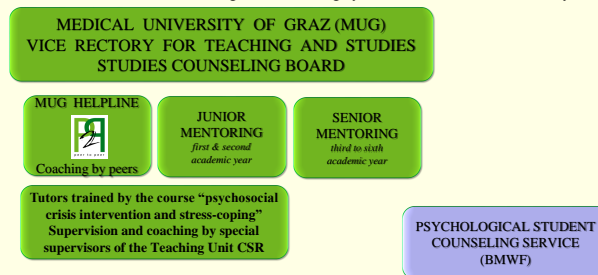 MEDICAL UNIVERSITY OF GRAZ (MUG)
VICE RECTORY FOR TEACHING AND STUDIES
STUDIES COUNSELING BOARD
MUG HELPLINE
P2P
peer to peer
Coaching by peers
JUNIOR
MENTORING
first & second
academic year
SENIOR
MENTORING
third to sixth
academic year
Tutors trained by the course “psychosocial
crisis intervention and stress-coping”
Supervision and coaching by special
supervisors of the Teaching Unit CSR
PSYCHOLOGICAL STUDENT
COUNSELING SERVICE
(BMWF)